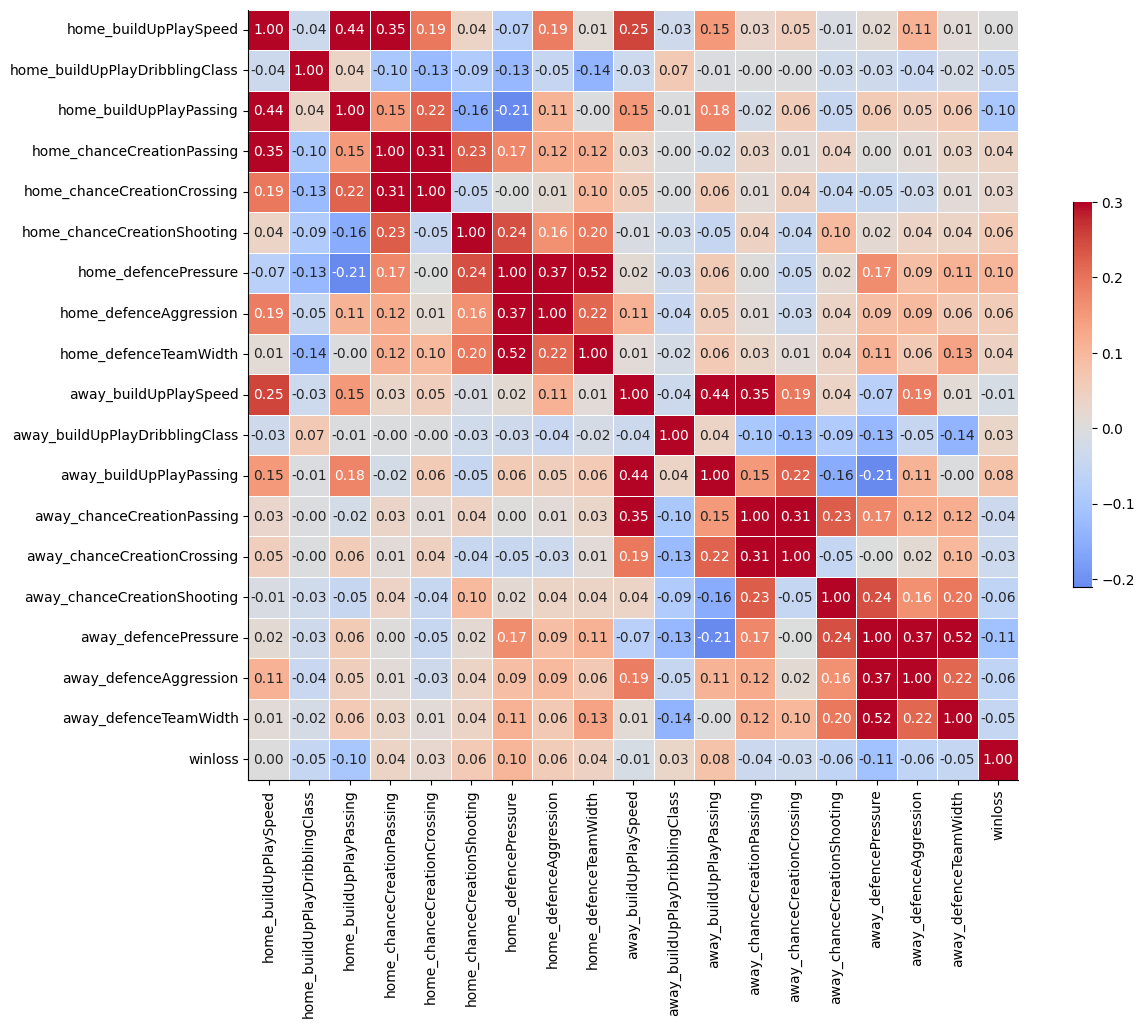 home_buildUpPlaySpeed 1.00 -0.04 0.44 0.35 0.19 0.04 -0.07 0.19 0.01 0.25 -0.03 0.15 0.03 0.05 -0.01 0.02 0.11 0.01 0.00
home_buildUpPlayDribblingClass -0.04 1.00 0.04 -0.10 -0.13 -0.09 -0.13 -0.05 -0.14 -0.03 0.07 -0.01 -0.00 -0.00 -0.03 -0.03 -0.04 -0.02 -0.05
home_buildUpPlayPassing 0.44 0.04 1.00 0.15 0.22 -0.16 -0.21 0.11 -0.00 0.15 -0.01 0.18 -0.02 0.06 -0.05 0.06 0.05 0.06 -0.10
home_chanceCreationPassing 0.35 -0.10 0.15 1.00 0.31 0.23 0.17 0.12 0.12 0.03 -0.00 -0.02 0.03 0.01 0.04 0.00 0.01 0.03 0.04
home_chanceCreationCrossing 0.19 -0.13 0.22 0.31 1.00 -0.05 -0.00 0.01 0.10 0.05 -0.00 0.06 0.01 0.04 -0.04 -0.05 -0.03 0.01 0.03
home_chanceCreationShooting 0.04 -0.09 -0.16 0.23 -0.05 1.00 0.24 0.16 0.20 -0.01 -0.03 -0.05 0.04 -0.04 0.10 0.02 0.04 0.04 0.06
home_defencePressure -0.07 -0.13 -0.21 0.17 -0.00 0.24 1.00 0.37 0.52 0.02 -0.03 0.06 0.00 -0.05 0.02 0.17 0.09 0.11 0.10
home_defenceAggression 0.19 -0.05 0.11 0.12 0.01 0.16 0.37 1.00 0.22 0.11 -0.04 0.05 0.01 -0.03 0.04 0.09 0.09 0.06 0.06
home_defenceTeamWidth 0.01 -0.14 -0.00 0.12 0.10 0.20 0.52 0.22 1.00 0.01 -0.02 0.06 0.03 0.01 0.04 0.11 0.06 0.13 0.04
away_buildUpPlaySpeed 0.25 -0.03 0.15 0.03 0.05 -0.01 0.02 0.11 0.01 1.00 -0.04 0.44 0.35 0.19 0.04 -0.07 0.19 0.01 -0.01
away_buildUpPlayDribblingClass -0.03 0.07 -0.01 -0.00 -0.00 -0.03 -0.03 -0.04 -0.02 -0.04 1.00 0.04 -0.10 -0.13 -0.09 -0.13 -0.05 -0.14 0.03
away_buildUpPlayPassing 0.15 -0.01 0.18 -0.02 0.06 -0.05 0.06 0.05 0.06 0.44 0.04 1.00 0.15 0.22 -0.16 -0.21 0.11 -0.00 0.08
away_chanceCreationPassing 0.03 -0.00 -0.02 0.03 0.01 0.04 0.00 0.01 0.03 0.35 -0.10 0.15 1.00 0.31 0.23 0.17 0.12 0.12 -0.04
away_chanceCreationCrossing 0.05 -0.00 0.06 0.01 0.04 -0.04 -0.05 -0.03 0.01 0.19 -0.13 0.22 0.31 1.00 -0.05 -0.00 0.02 0.10 -0.03
away_chanceCreationShooting -0.01 -0.03 -0.05 0.04 -0.04 0.10 0.02 0.04 0.04 0.04 -0.09 -0.16 0.23 -0.05 1.00 0.24 0.16 0.20 -0.06
away_defencePressure 0.02 -0.03 0.06 0.00 -0.05 0.02 0.17 0.09 0.11 -0.07 -0.13 -0.21 0.17 -0.00 0.24 1.00 0.37 0.52 -0.11
away_defenceAggression 0.11 -0.04 0.05 0.01 -0.03 0.04 0.09 0.09 0.06 0.19 -0.05 0.11 0.12 0.02 0.16 0.37 1.00 0.22 -0.06
away_defenceTeamWidth 0.01 -0.02 0.06 0.03 0.01 0.04 0.11 0.06 0.13 0.01 -0.14 -0.00 0.12 0.10 0.20 0.52 0.22 1.00 -0.05
winloss 0.00 -0.05 -0.10 0.04 0.03 0.06 0.10 0.06 0.04 -0.01 0.03 0.08 -0.04 -0.03 -0.06 -0.11 -0.06 -0.05 1.00
home_buildUpPlaySpeed
home_buildUpPlayDribblingClass
home_buildUpPlayPassing
home_chanceCreationPassing
home_chanceCreationCrossing
home_chanceCreationShooting
home_defencePressure
home_defenceAggression
home_defenceTeamWidth
away_buildUpPlaySpeed
away_buildUpPlayDribblingClass
away_buildUpPlayPassing
away_chanceCreationPassing
away_chanceCreationCrossing
away_chanceCreationShooting
away_defencePressure
away_defenceAggression
away_defenceTeamWidth
winloss
0.3
0.2
0.1
0.0
−0.1
−0.2